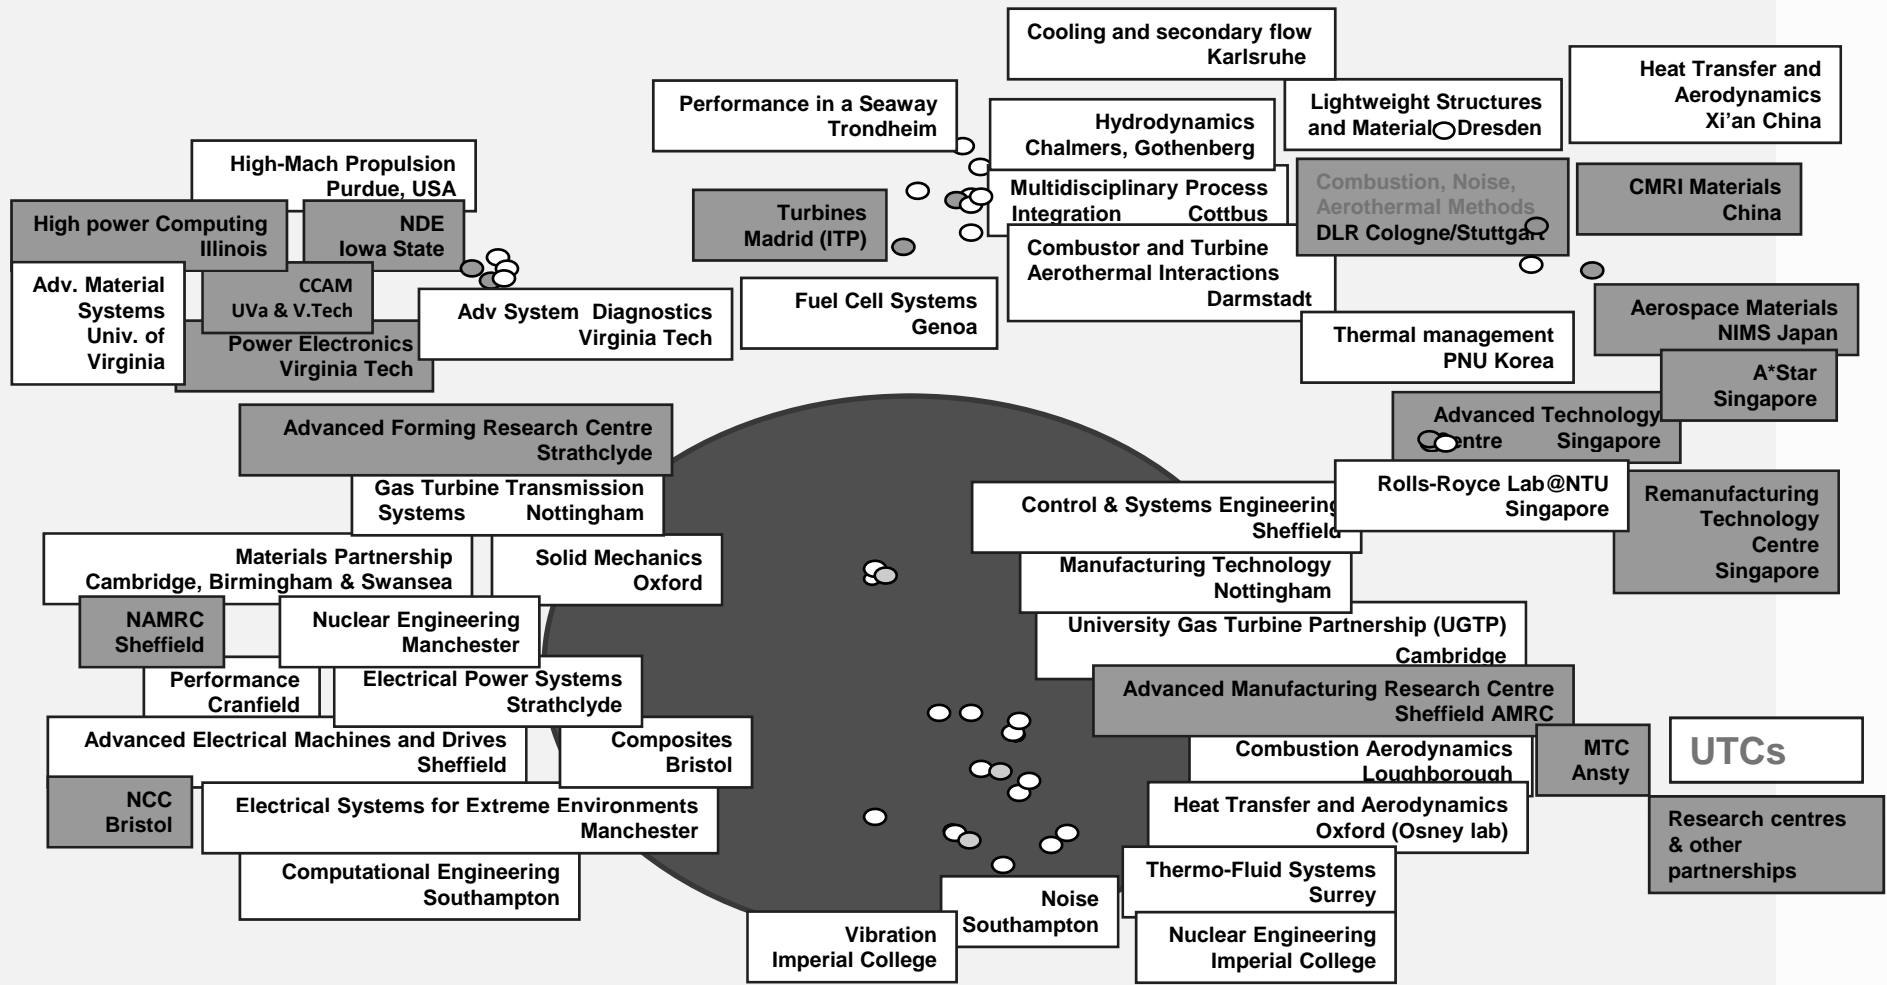 Cooling and secondary flow
Karlsruhe
Heat Transfer and
Aerodynamics
Xi'an China
Performance in a Seaway
Trondheim
Hydrodynamics
Chalmers, Gothenberg
Lightweight Structures
and Material Dresden
High-Mach Propulsion
Purdue, USA
Multidisciplinary Process
Integration Cottbus
Combustion, Noise,
Aerothermal Methods
DLR Cologne/Stuttgart
CMRI Materials
China
High power Computing
Illinois
NDE
Iowa State
Turbines
Madrid (ITP)
Combustor and Turbine
Aerothermal Interactions
Darmstadt
Adv. Material
Systems
Univ. of
Virginia
CCAM
UVa & V.Tech
Power Electronics
Virginia Tech
Adv System Diagnostics
Virginia Tech
Fuel Cell Systems
Genoa
Thermal management
PNU Korea
Aerospace Materials
NIMS Japan
A*Star
Singapore
Advanced Forming Research Centre
Strathclyde
Advanced Technology
entre Singapore
Gas Turbine Transmission
Systems Nottingham
Control & Systems Engineering
Sheffield
Rolls-Royce Lab@NTU
Singapore
Remanufacturing
Technology
Centre
Singapore
Materials Partnership
Cambridge, Birmingham & Swansea
Solid Mechanics
Oxford
Manufacturing Technology
Nottingham
NAMRC
Sheffield
Nuclear Engineering
Manchester
University Gas Turbine Partnership (UGTP)
Cambridge
Performance
Cranfield
Electrical Power Systems
Strathclyde
Advanced Manufacturing Research Centre
Sheffield AMRC
Advanced Electrical Machines and Drives
Sheffield
Composites
Bristol
Combustion Aerodynamics
Loughborough
MTC
Ansty
UTCs
NCC
Bristol
Electrical Systems for Extreme Environments
Manchester
Heat Transfer and Aerodynamics
Oxford (Osney lab)
Research centres
& other
partnerships
Computational Engineering
Southampton
Thermo-Fluid Systems
Surrey
Noise
Southampton
Vibration
Imperial College
Nuclear Engineering
Imperial College